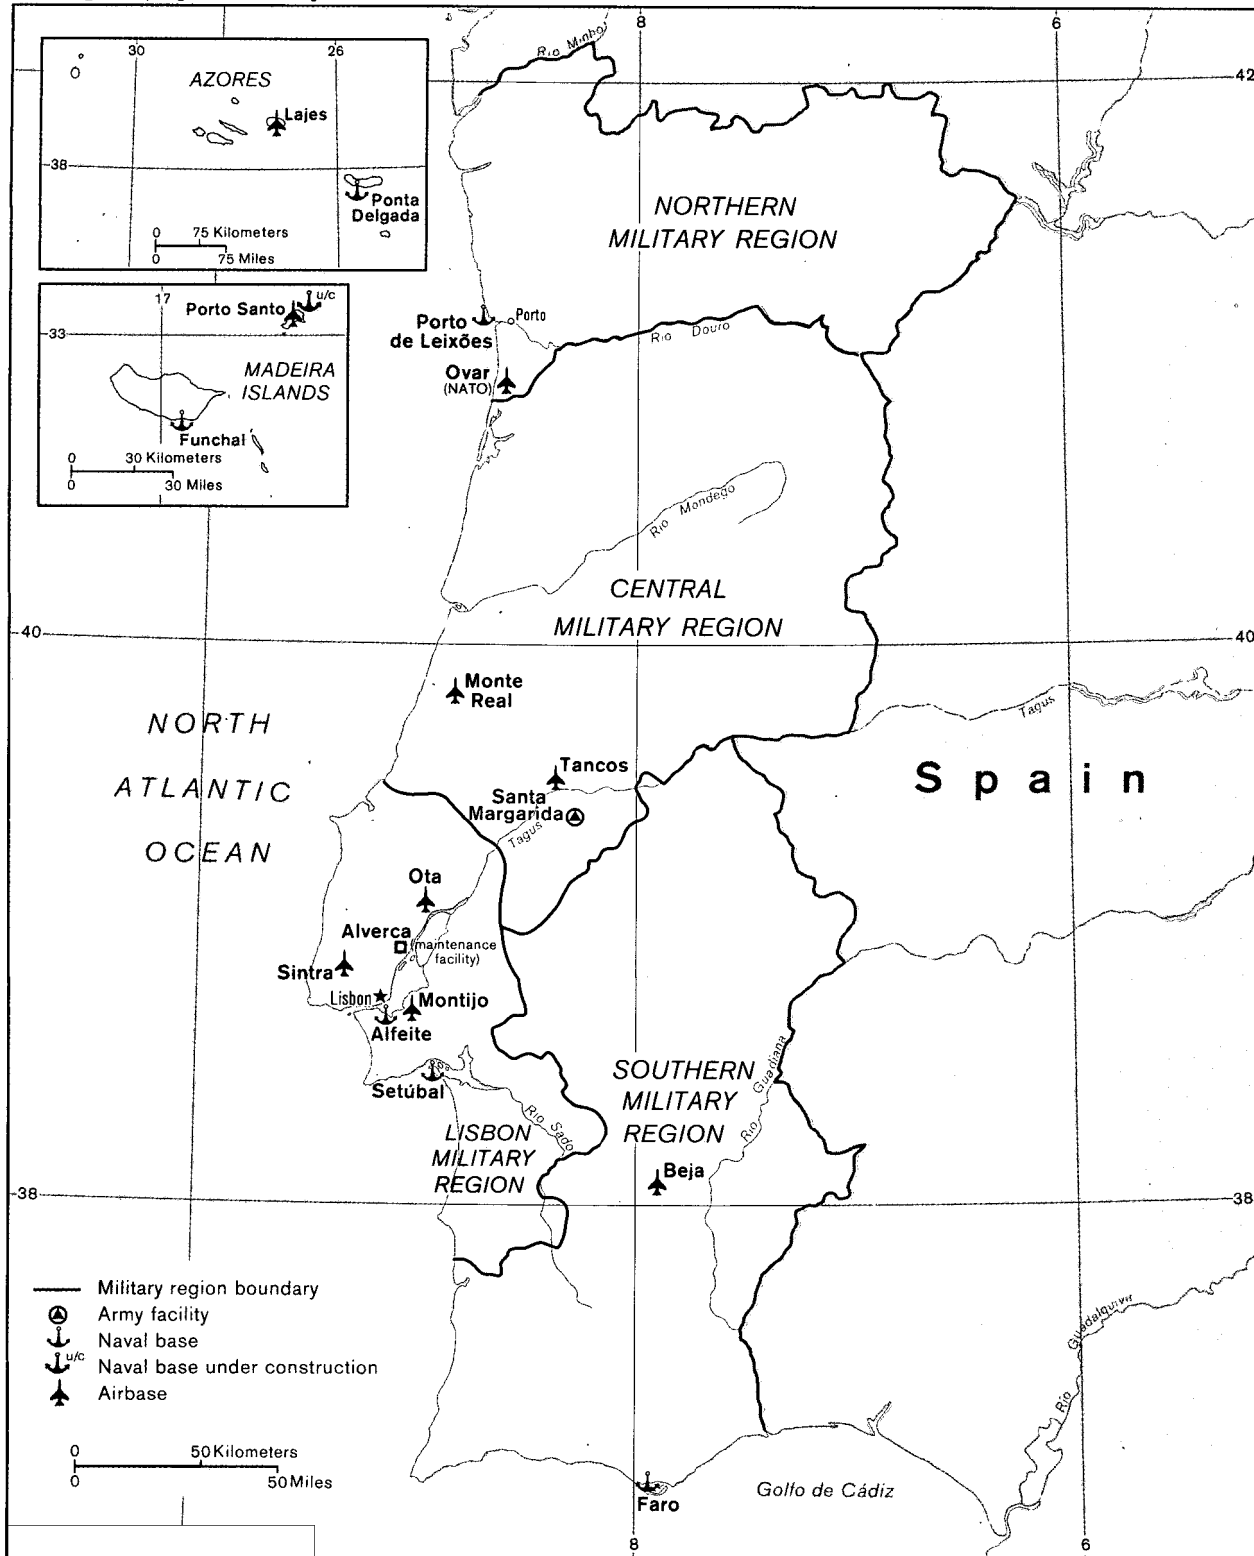 8
6
42
Rio Minho
30
26
AZORES
Lajes
38
Ponta
Delgada
0 75 Kilometers
0 75 Miles
NORTHERN
MILITARY REGION
17
u/c
Porto Santo
33
MADEIRA
ISLANDS
Funchal
0 30 Kilometers
0 30 Miles
Porto
de Leixões
Porto
Rio Douro
Ovar
(NATO)
Rio Mondego
CENTRAL
MILITARY REGION
40
40
Monte
Real
NORTH
ATLANTIC
OCEAN
Tagus
Spain
Tancos
Santa
Margarida
Tagus
Ota
Alverca
(maintenance
facility)
Sintra
Lisbon
Montijo
Alfeite
Setúbal
Rio Sado
SOUTHERN
MILITARY
REGION
Rio Guadiana
LISBON
MILITARY
REGION
Beja
38
38
Military region boundary
Army facility
Naval base
u/c Naval base under construction
Airbase
0 50 Kilometers
0 50 Miles
Rio Guadalquivir
Golfo de Cádiz
Faro
8
6